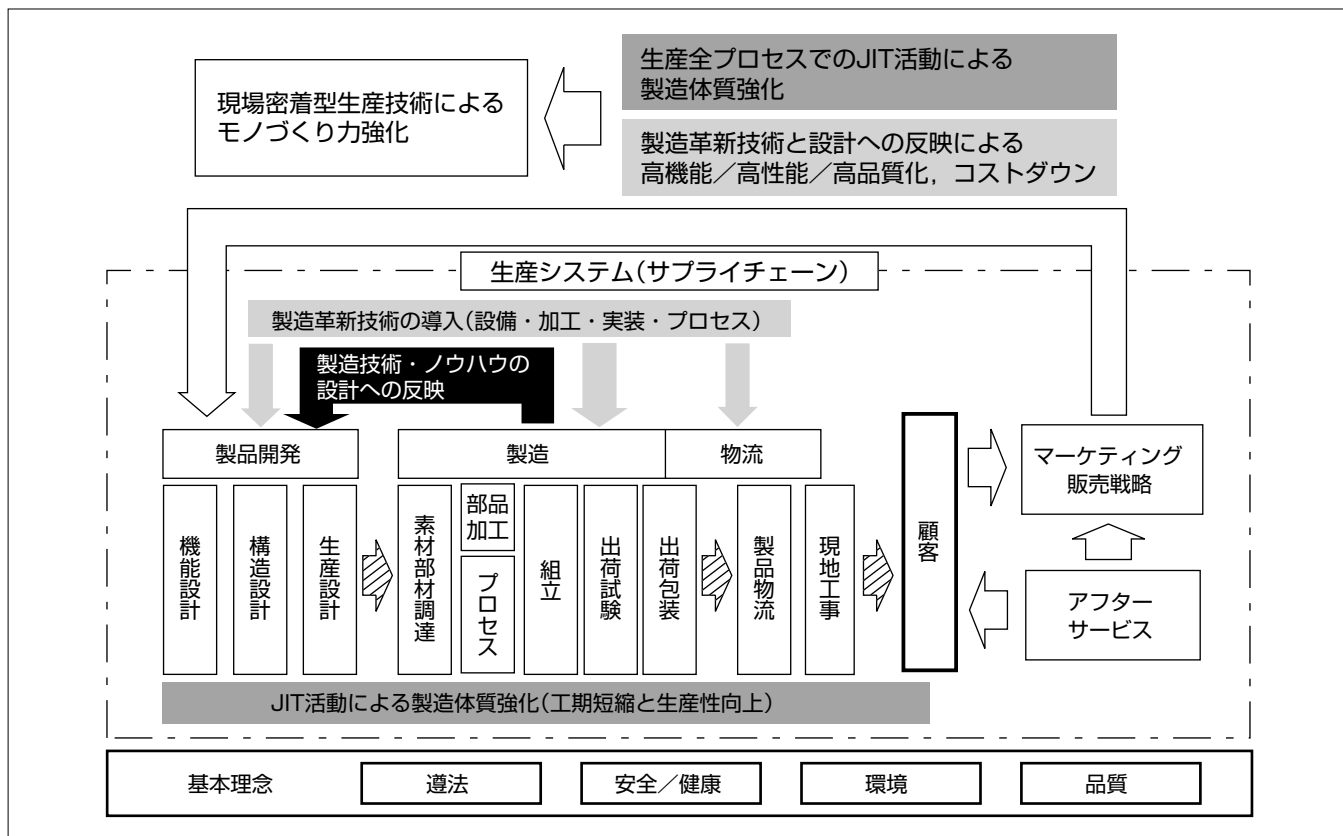 現場密着型生産技術による
モノづくり力強化
生産全プロセスでのJIT活動による
製造体質強化
製造革新技術と設計への反映による
高機能／高性能／高品質化，コストダウン
生産システム（サプライチェーン）
製造革新技術の導入（設備・加工・実装・プロセス）
製造技術・ノウハウの
設計への反映
製品開発
製造
物流
機能設計
構造設計
生産設計
素材部材調達
部品
加工
プロセス
組立
出荷試験
出荷包装
製品物流
現地工事
顧客
マーケティング
販売戦略
アフター
サービス
JIT活動による製造体質強化（工期短縮と生産性向上）
基本理念
遵法
安全／健康
環境
品質